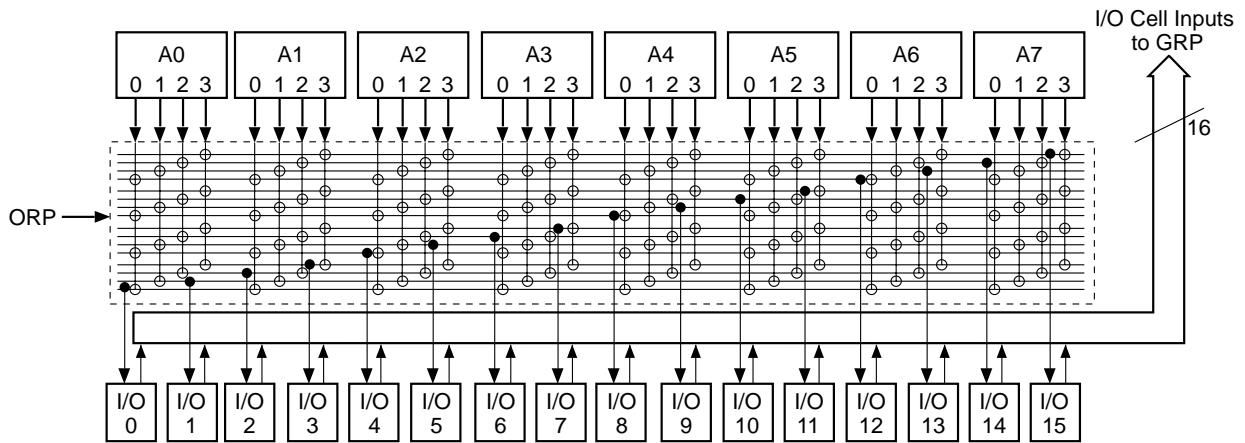 I/O Cell Inputs
to GRP
A0 A1 A2 A3 A4 A5 A6 A7
0 1 2 3 0 1 2 3 0 1 2 3 0 1 2 3 0 1 2 3 0 1 2 3 0 1 2 3 0 1 2 3
16
ORP
I/O I/O I/O I/O I/O I/O I/O I/O I/O I/O I/O I/O I/O I/O I/O I/O
0 1 2 3 4 5 6 7 8 9 10 11 12 13 14 15